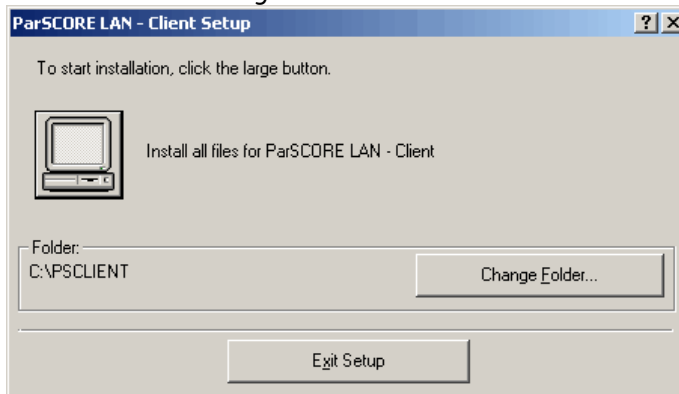 ParSCORE LAN - Client Setup
To start installation, click the large button.
Install all files for ParSCORE LAN - Client
Folder:
C:\PSCLIENT
Change Folder...
Exit Setup